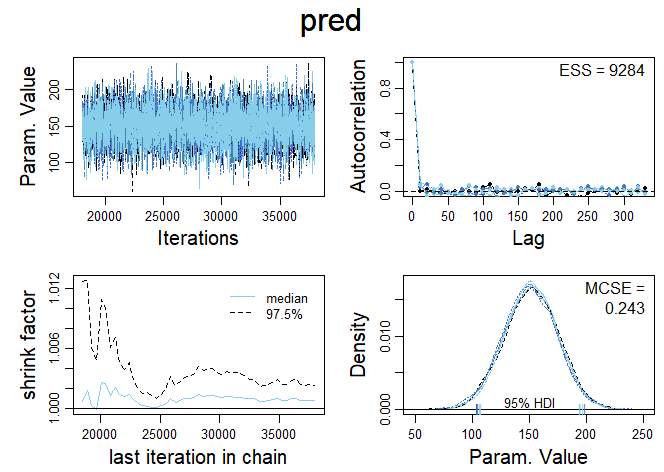 pred
Param. Value
100 150 200
20000 25000 30000 35000
Iterations
Autocorrelation
0.0 0.4 0.8
ESS = 9284
0 50 100 150 200 250 300
Lag
shrink factor
1.000 1.006 1.012
median
97.5%
20000 25000 30000 35000
last iteration in chain
Density
0.000 0.010
MCSE =
0.243
95% HDI
50 100 150 200 250
Param. Value